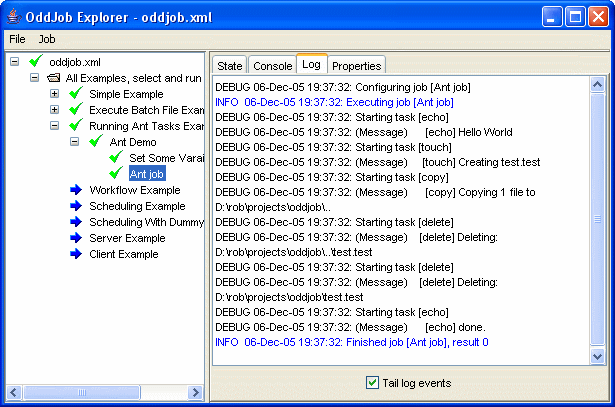 OddJob Explorer - oddjob.xml
File Job
oddjob.xml
All Examples, select and run
Simple Example
Execute Batch File Exam
Running Ant Tasks Exa
Ant Demo
Set Some Varai
Ant job
Workflow Example
Scheduling Example
Scheduling With Dummy
Server Example
Client Example
State Console Log Properties
DEBUG 06-Dec-05 19:37:32: Configuring job [Ant job]
INFO 06-Dec-05 19:37:32: Executing job [Ant job]
DEBUG 06-Dec-05 19:37:32: Starting task [echo]
DEBUG 06-Dec-05 19:37:32: (Message) [echo] Hello World
DEBUG 06-Dec-05 19:37:32: Starting task [touch]
DEBUG 06-Dec-05 19:37:32: (Message) [touch] Creating test.test
DEBUG 06-Dec-05 19:37:32: Starting task [copy]
DEBUG 06-Dec-05 19:37:32: (Message) [copy] Copying 1 file to
D:\rob\projects\oddjob\..
DEBUG 06-Dec-05 19:37:32: Starting task [delete]
DEBUG 06-Dec-05 19:37:32: (Message) [delete] Deleting:
D:\rob\projects\oddjob\..\test.test
DEBUG 06-Dec-05 19:37:32: Starting task [delete]
DEBUG 06-Dec-05 19:37:32: (Message) [delete] Deleting:
D:\rob\projects\oddjob\test.test
DEBUG 06-Dec-05 19:37:32: Starting task [echo]
DEBUG 06-Dec-05 19:37:32: (Message) [echo] done.
INFO 06-Dec-05 19:37:32: Finished job [Ant job], result 0
Tail log events